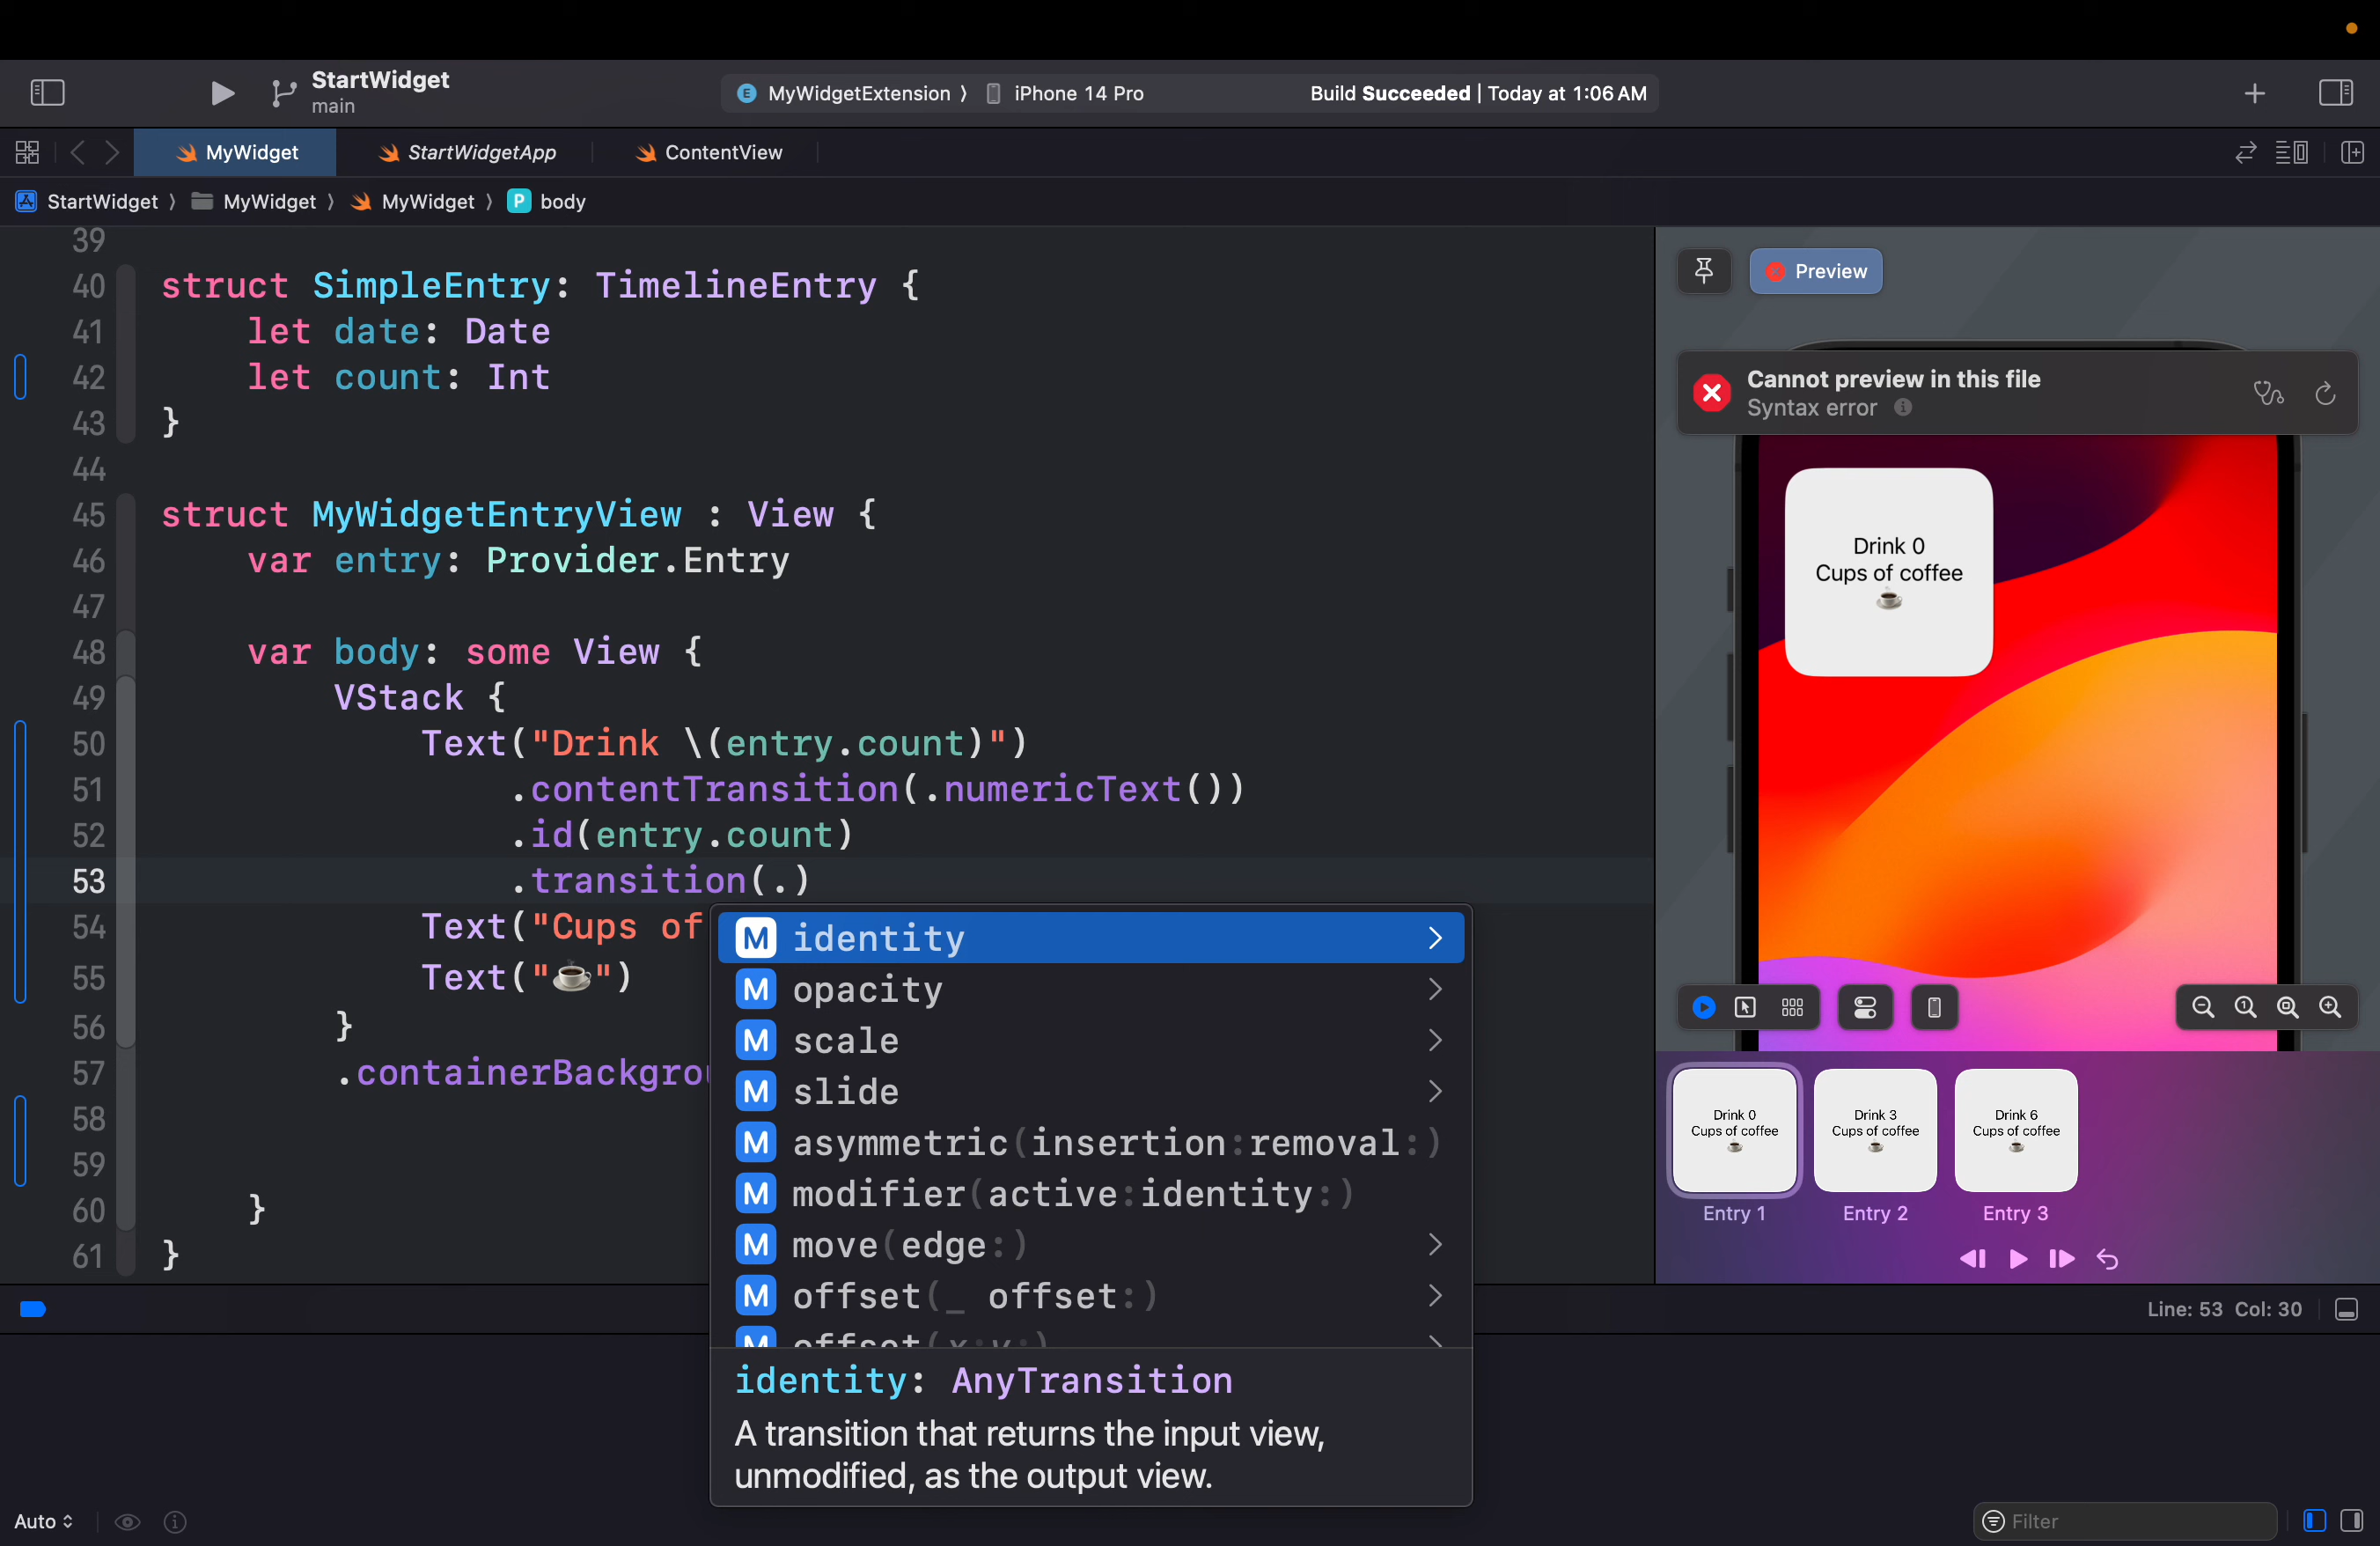 StartWidget
main
E MyWidgetExtension ⟩ iPhone 14 Pro
Build Succeeded | Today at 1:06 AM
MyWidget
StartWidgetApp
ContentView
StartWidget ⟩ MyWidget ⟩ MyWidget ⟩ P body
39
40 struct SimpleEntry: TimelineEntry {
41 let date: Date
42 let count: Int
43 }
44
45 struct MyWidgetEntryView : View {
46 var entry: Provider.Entry
47
48 var body: some View {
49 VStack {
50 Text("Drink \(entry.count)")
51 .contentTransition(.numericText())
52 .id(entry.count)
53 .transition(.)
54 Text("Cups of
55 Text("☕")
56 }
57 .containerBackgrou
58
59
60 }
61 }
M identity
M opacity
M scale
M slide
M asymmetric(insertion:removal:)
M modifier(active:identity:)
M move(edge:)
M offset(_ offset:)
M offset(x:y:)
identity: AnyTransition
A transition that returns the input view,
unmodified, as the output view.
Preview
Cannot preview in this file
Syntax error
Drink 0
Cups of coffee
Drink 0
Cups of coffee
Entry 1
Drink 3
Cups of coffee
Entry 2
Drink 6
Cups of coffee
Entry 3
Line: 53 Col: 30
Auto
Filter